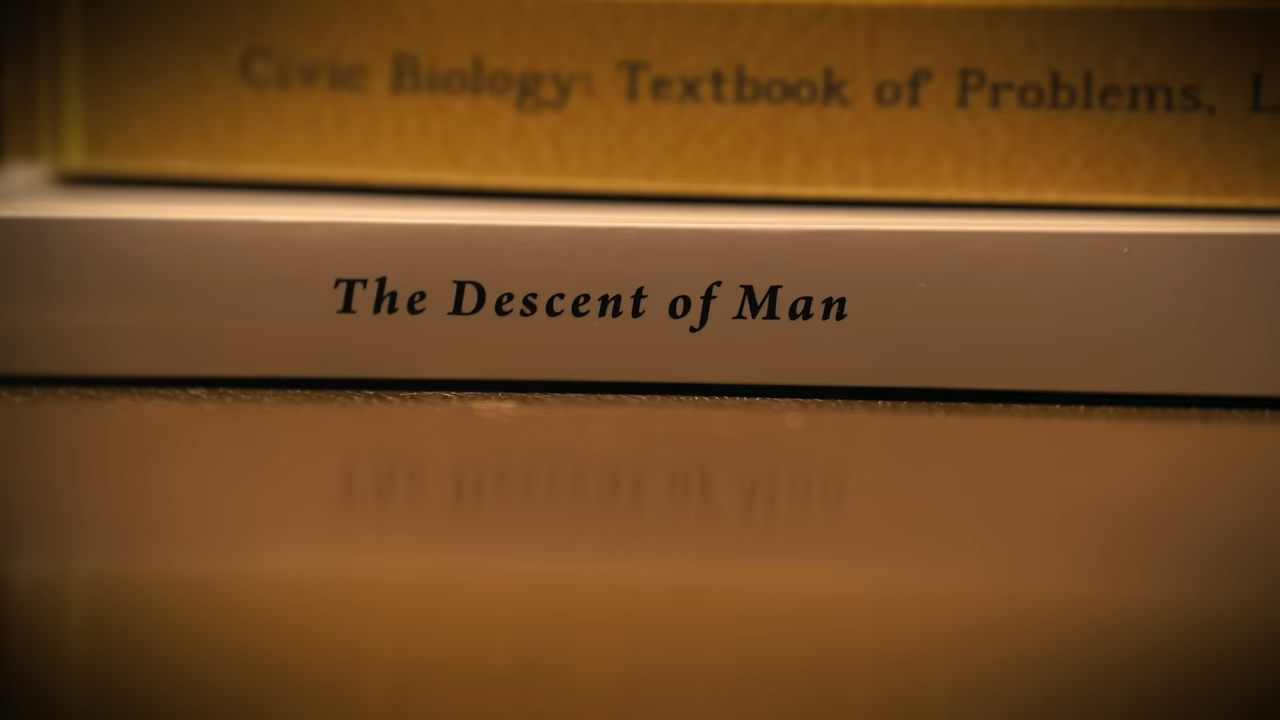 Civic Biology: Textbook of Problems, L
The Descent of Man